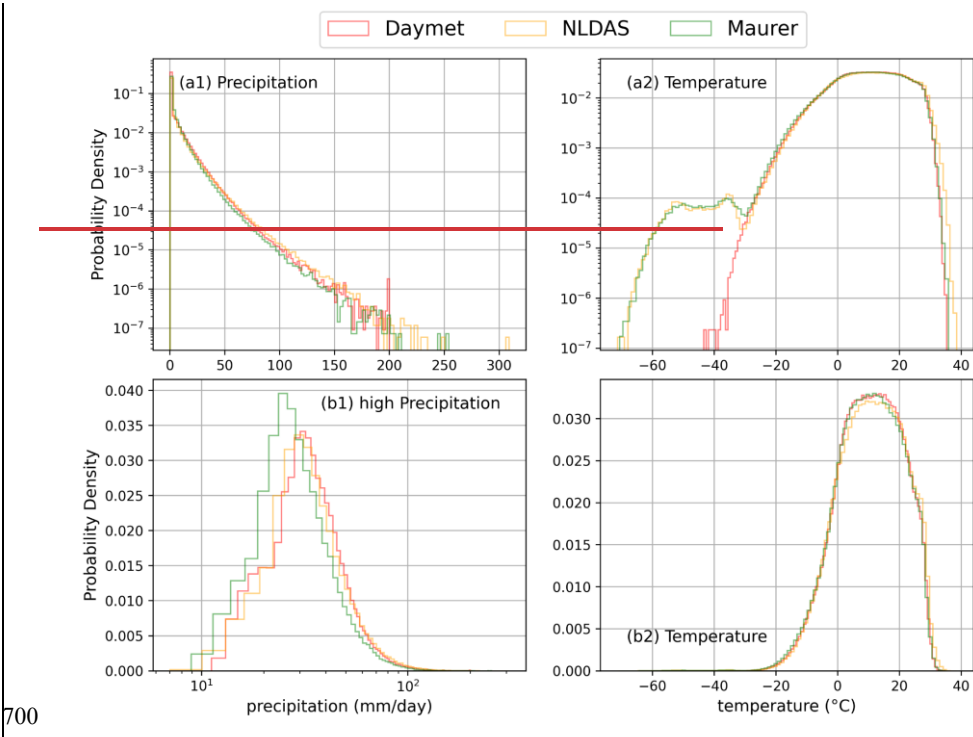 Daymet NLDAS Maurer
(a1) Precipitation
(a2) Temperature
Probability Density
10⁻¹
10⁻²
10⁻³
10⁻⁴
10⁻⁵
10⁻⁶
10⁻⁷
0 50 100 150 200 250 300
10⁻²
10⁻³
10⁻⁴
10⁻⁵
10⁻⁶
10⁻⁷
−60 −40 −20 0 20 40
(b1) high Precipitation
Probability Density
0.040
0.035
0.030
0.025
0.020
0.015
0.010
0.005
0.000
10¹ 10²
precipitation (mm/day)
0.030
0.025
0.020
0.015
0.010
0.005
0.000
(b2) Temperature
−60 −40 −20 0 20 40
temperature (°C)
700